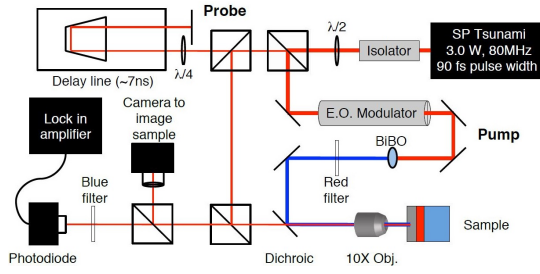 Probe
λ/2
SP Tsunami
3.0 W, 80MHz
90 fs pulse width
Isolator
Delay line (~7ns)
λ/4
Lock in
amplifier
Camera to
image
sample
E.O. Modulator
Pump
BiBO
Blue
filter
Red
filter
Sample
Photodiode
Dichroic
10X Obj.